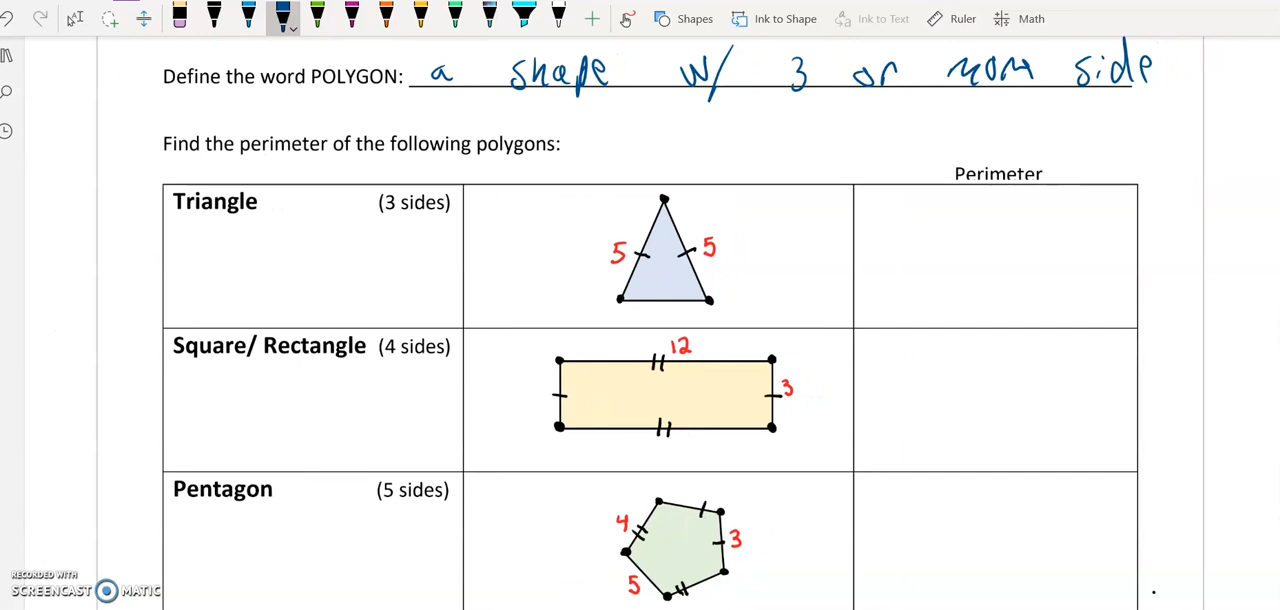 Shapes Ink to Shape Ink to Text Ruler Math
Define the word POLYGON: a shape w/ 3 or more side
Find the perimeter of the following polygons:
Perimeter
Triangle (3 sides)
5 5
Square/ Rectangle (4 sides)
12
3
Pentagon (5 sides)
4
3
5
RECORDED WITH
SCREENCAST MATIC